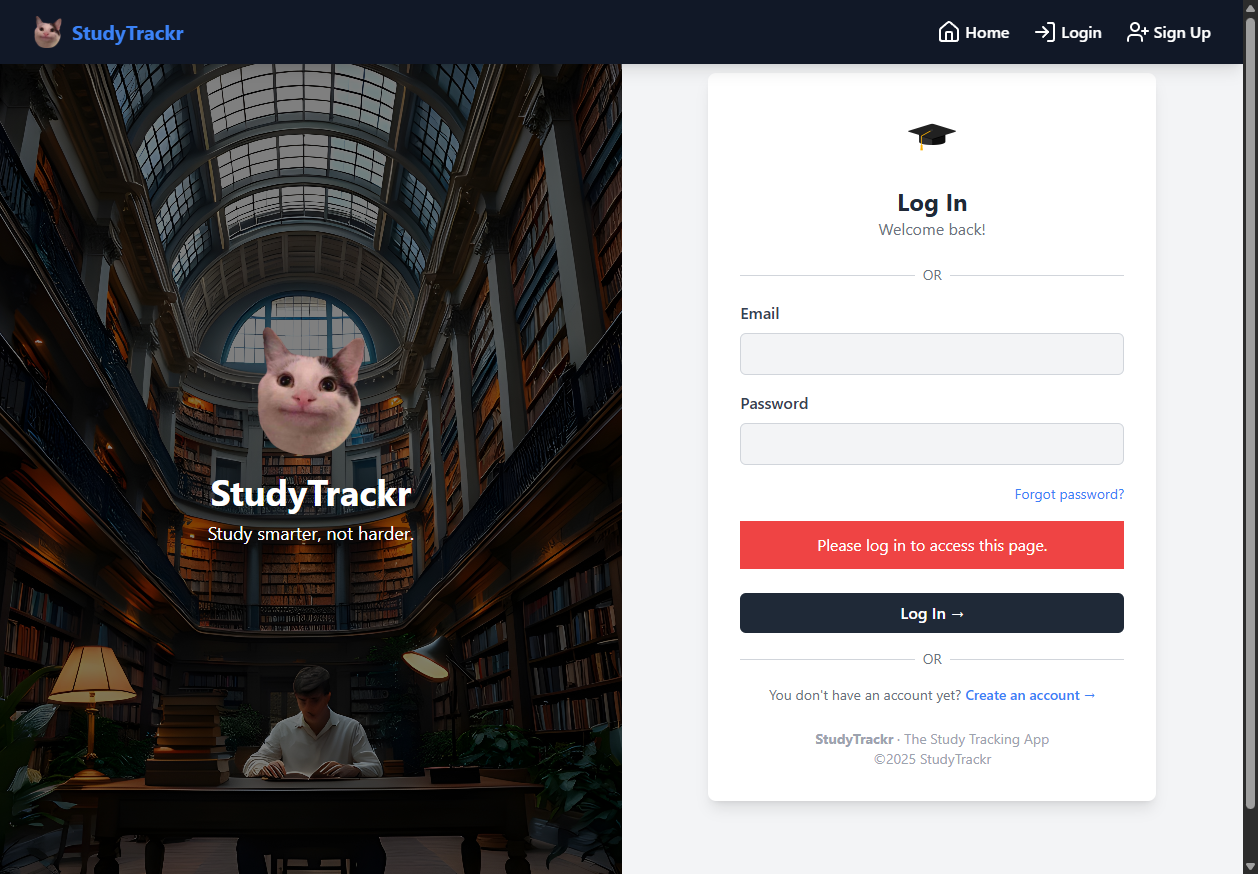 StudyTrackr
Home
Login
Sign Up
StudyTrackr
Study smarter, not harder.
Log In
Welcome back!
OR
Email
Password
Forgot password?
Please log in to access this page.
Log In →
OR
You don't have an account yet? Create an account →
StudyTrackr · The Study Tracking App
©2025 StudyTrackr